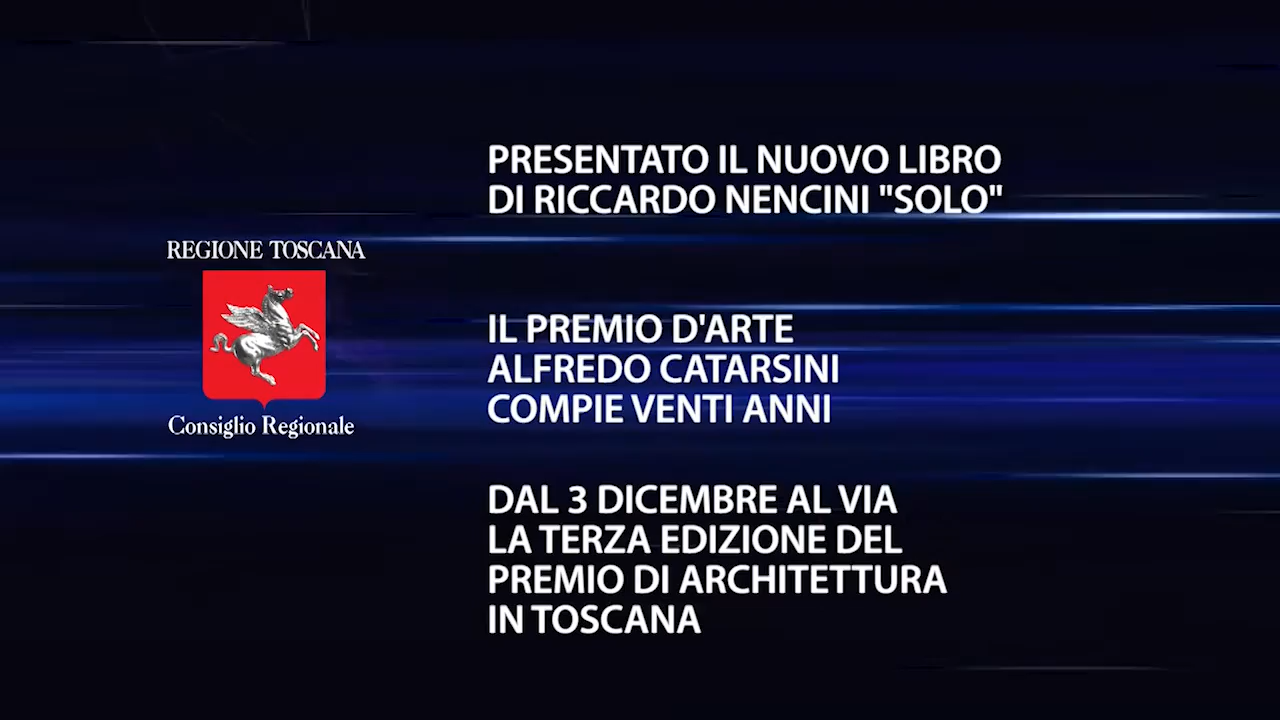 REGIONE TOSCANA
Consiglio Regionale
PRESENTATO IL NUOVO LIBRO
DI RICCARDO NENCINI "SOLO"
IL PREMIO D'ARTE
ALFREDO CATARSINI
COMPIE VENTI ANNI
DAL 3 DICEMBRE AL VIA
LA TERZA EDIZIONE DEL
PREMIO DI ARCHITETTURA
IN TOSCANA